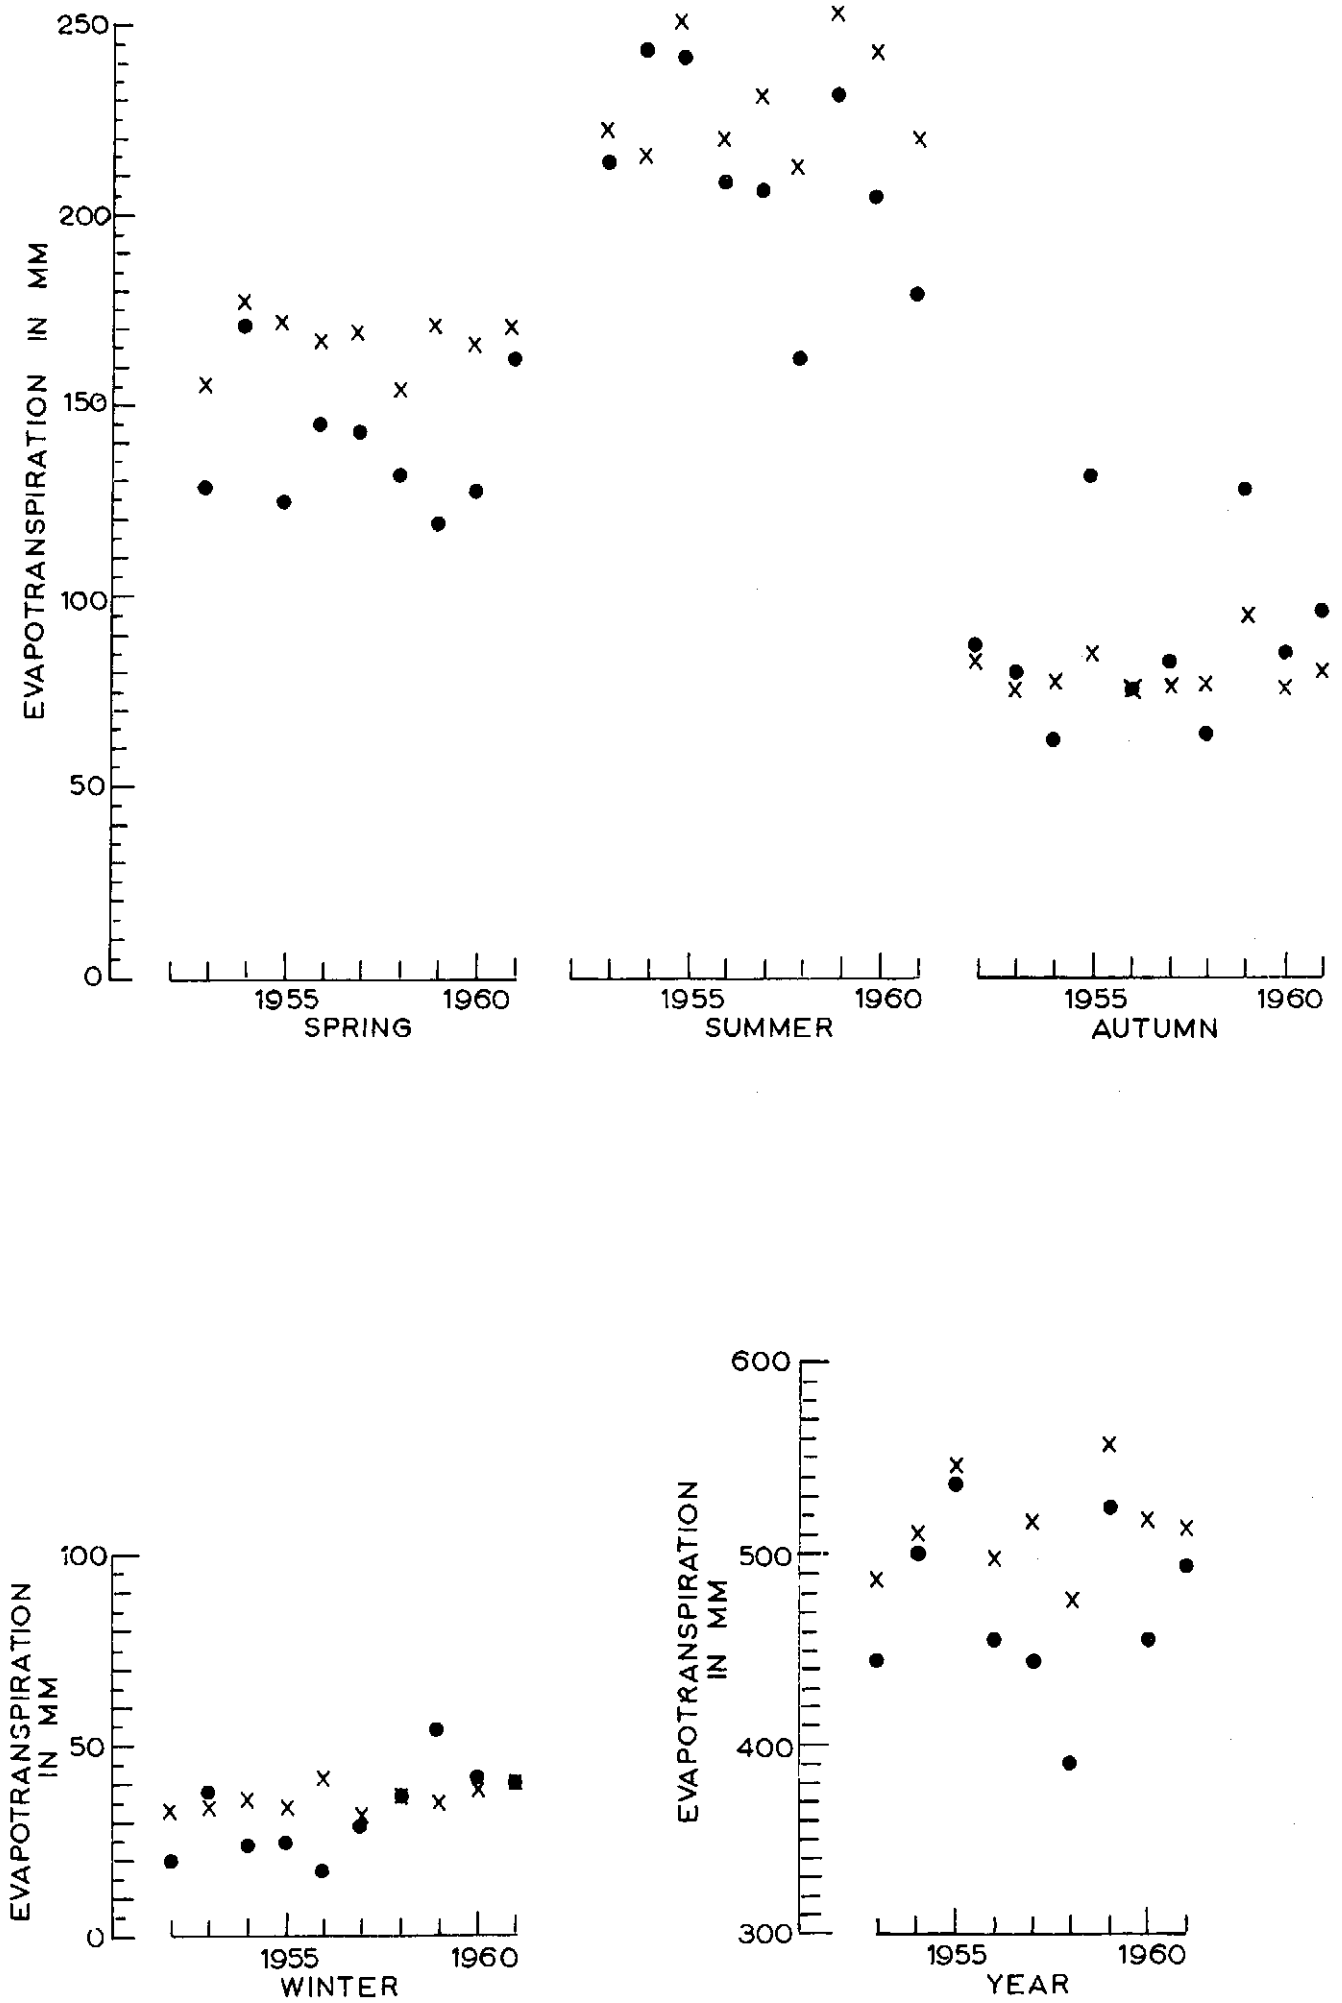 250
200
150
100
50
0
EVAPOTRANSPIRATION IN MM
1955 1960
SPRING
1955 1960
SUMMER
1955 1960
AUTUMN
100
50
0
EVAPOTRANSPIRATION
IN MM
1955 1960
WINTER
600
500
400
300
EVAPOTRANSPIRATION
IN MM
1955 1960
YEAR